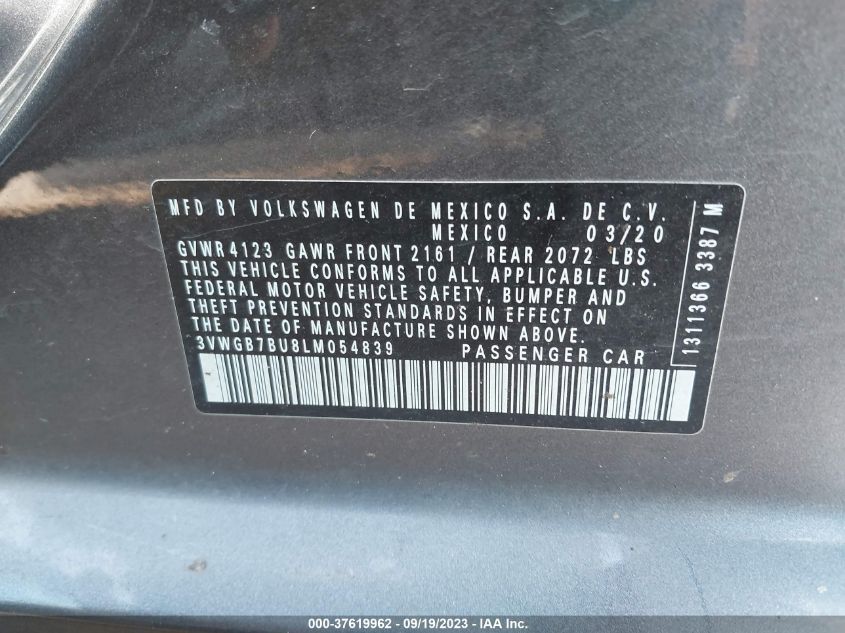 MFD BY VOLKSWAGEN DE MEXICO S.A. DE C.V.
MEXICO 03/20
GVWR 4123 GAWR FRONT 2161 / REAR 2072 LBS
THIS VEHICLE CONFORMS TO ALL APPLICABLE U.S.
FEDERAL MOTOR VEHICLE SAFETY, BUMPER AND
THEFT PREVENTION STANDARDS IN EFFECT ON
THE DATE OF MANUFACTURE SHOWN ABOVE.
3VWGB7BU8LM054839 PASSENGER CAR
1311366 3387 M
000-37619962 - 09/19/2023 - IAA Inc.